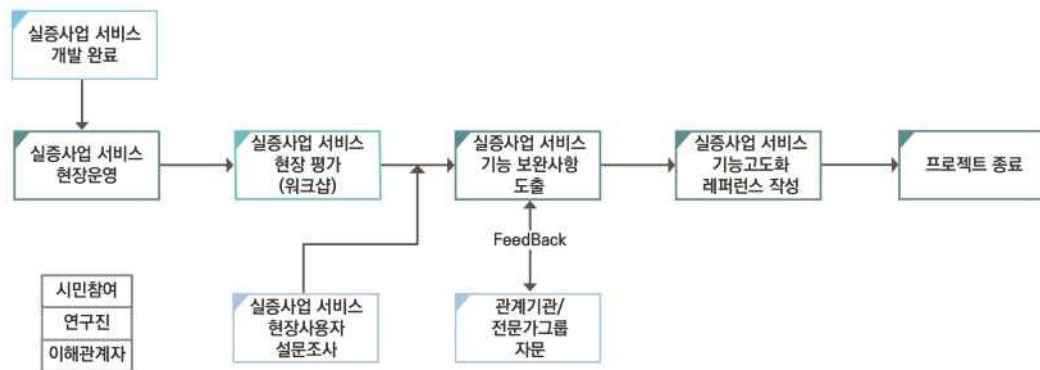 실증사업 서비스
개발 완료
실증사업 서비스
현장운영
실증사업 서비스
현장 평가
(워크샵)
실증사업 서비스
기능 보완사항
도출
실증사업 서비스
기능고도화
레퍼런스 작성
프로젝트 종료
FeedBack
시민참여
연구진
이해관계자
실증사업 서비스
현장사용자
설문조사
관계기관/
전문가그룹
자문